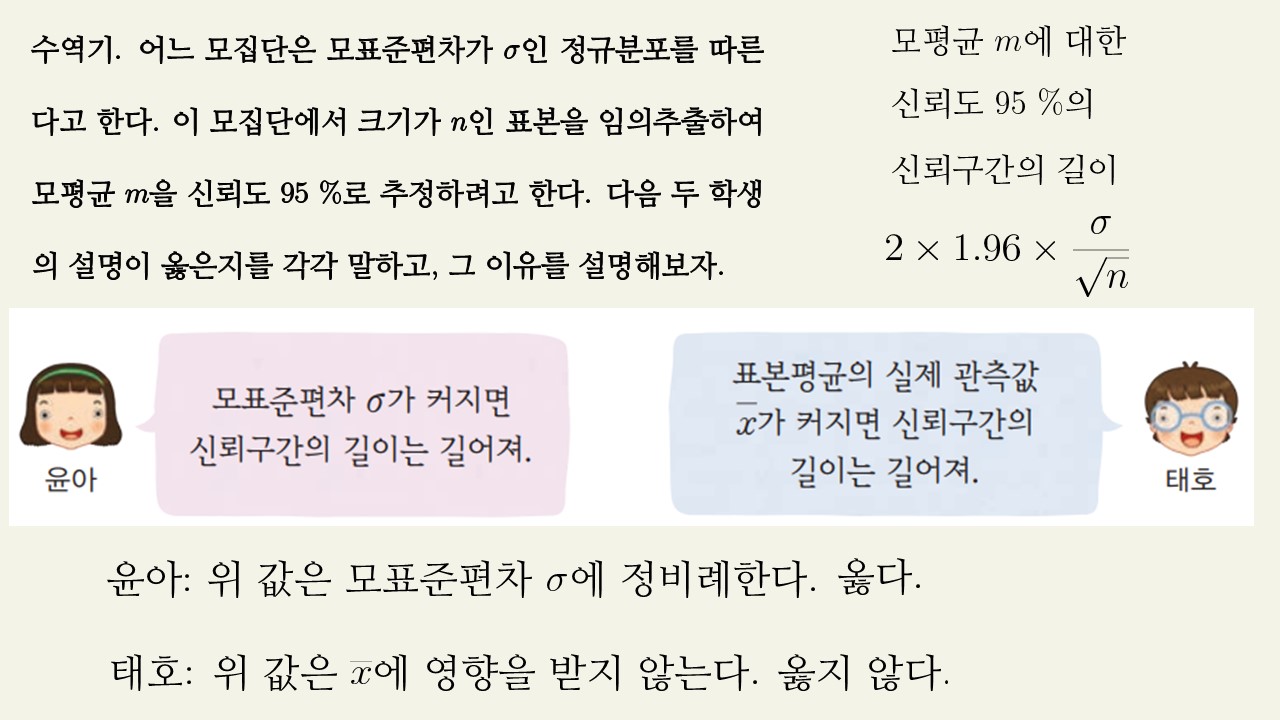 수역기. 어느 모집단은 모표준편차가 σ인 정규분포를 따른
다고 한다. 이 모집단에서 크기가 n인 표본을 임의추출하여
모평균 m을 신뢰도 95 %로 추정하려고 한다. 다음 두 학생
의 설명이 옳은지를 각각 말하고, 그 이유를 설명해보자.
모평균 m에 대한
신뢰도 95 %의
신뢰구간의 길이
2 × 1.96 × σ/√n
모표준편차 σ가 커지면
신뢰구간의 길이는 길어져.
윤아
표본평균의 실제 관측값
x̅가 커지면 신뢰구간의
길이는 길어져.
태호
윤아: 위 값은 모표준편차 σ에 정비례한다. 옳다.
태호: 위 값은 x̅에 영향을 받지 않는다. 옳지 않다.